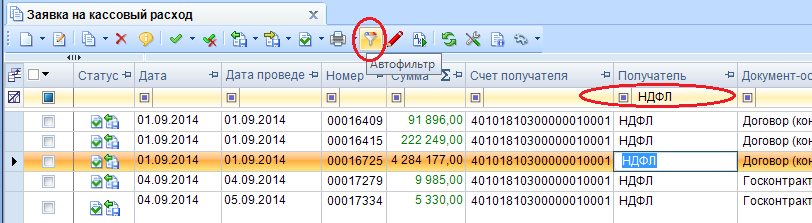 Заявка на кассовый расход
Автофильтр
Статус Дата Дата проведе Номер Сумма Σ Счет получателя Получатель Документ-ос
НДФЛ
01.09.2014 01.09.2014 00016409 91 896,00 40101810300000010001 НДФЛ Договор (кон
01.09.2014 01.09.2014 00016415 222 249,00 40101810300000010001 НДФЛ Договор (кон
01.09.2014 01.09.2014 00016725 4 284 177,00 40101810300000010001 НДФЛ Договор (кон
04.09.2014 04.09.2014 00017279 9 985,00 40101810300000010001 НДФЛ Госконтракт
04.09.2014 05.09.2014 00017334 5 330,00 40101810300000010001 НДФЛ Госконтракт